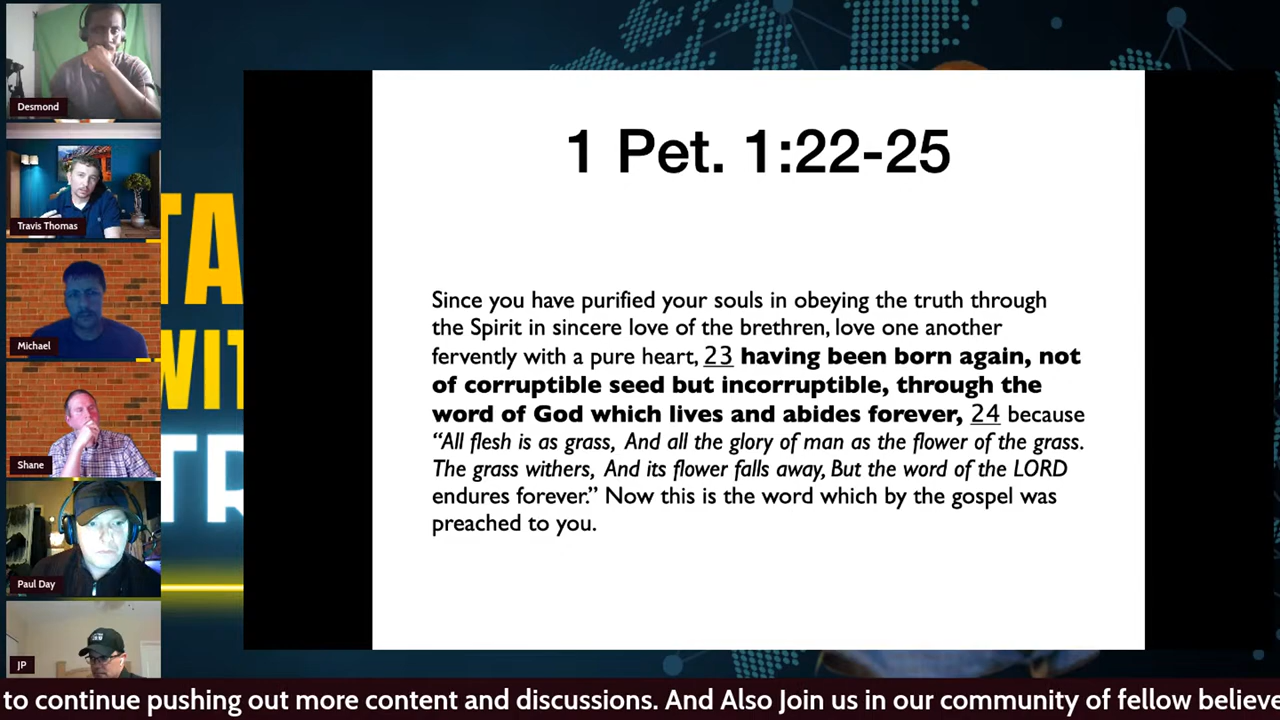 Desmond
Travis Thomas
Michael
Shane
Paul Day
JP
TA
WIT
TR
1 Pet. 1:22-25
Since you have purified your souls in obeying the truth through
the Spirit in sincere love of the brethren, love one another
fervently with a pure heart, 23 having been born again, not
of corruptible seed but incorruptible, through the
word of God which lives and abides forever, 24 because
“All flesh is as grass, And all the glory of man as the flower of the grass.
The grass withers, And its flower falls away, But the word of the LORD
endures forever.” Now this is the word which by the gospel was
preached to you.
to continue pushing out more content and discussions. And Also Join us in our community of fellow believe